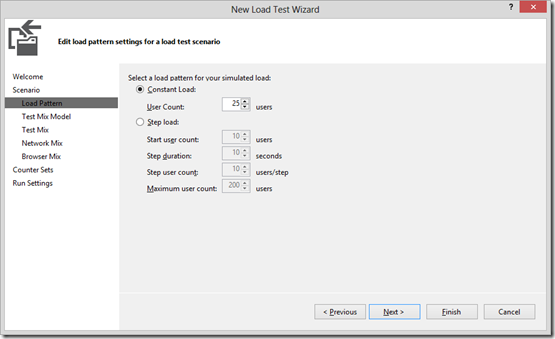 New Load Test Wizard
? X
Edit load pattern settings for a load test scenario
Welcome
Scenario
Load Pattern
Test Mix Model
Test Mix
Network Mix
Browser Mix
Counter Sets
Run Settings
Select a load pattern for your simulated load:
Constant Load:
User Count: 25 users
Step load:
Start user count: 10 users
Step duration: 10 seconds
Step user count: 10 users/step
Maximum user count: 200 users
< Previous Next > Finish Cancel